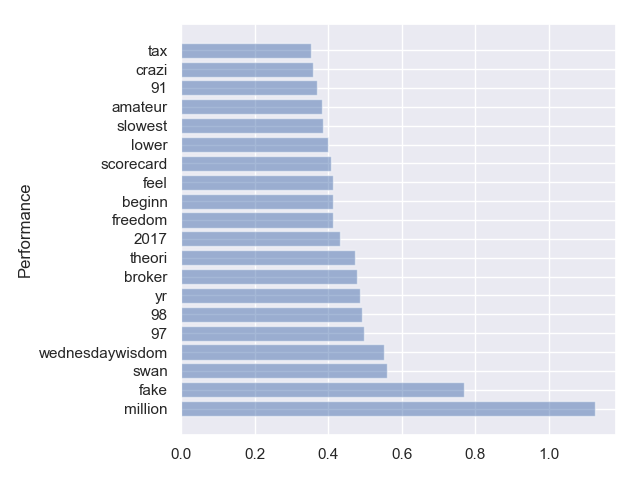 tax
crazi
91
amateur
slowest
lower
scorecard
feel
beginn
freedom
2017
theori
broker
yr
98
97
wednesdaywisdom
swan
fake
million
Performance
0.0 0.2 0.4 0.6 0.8 1.0